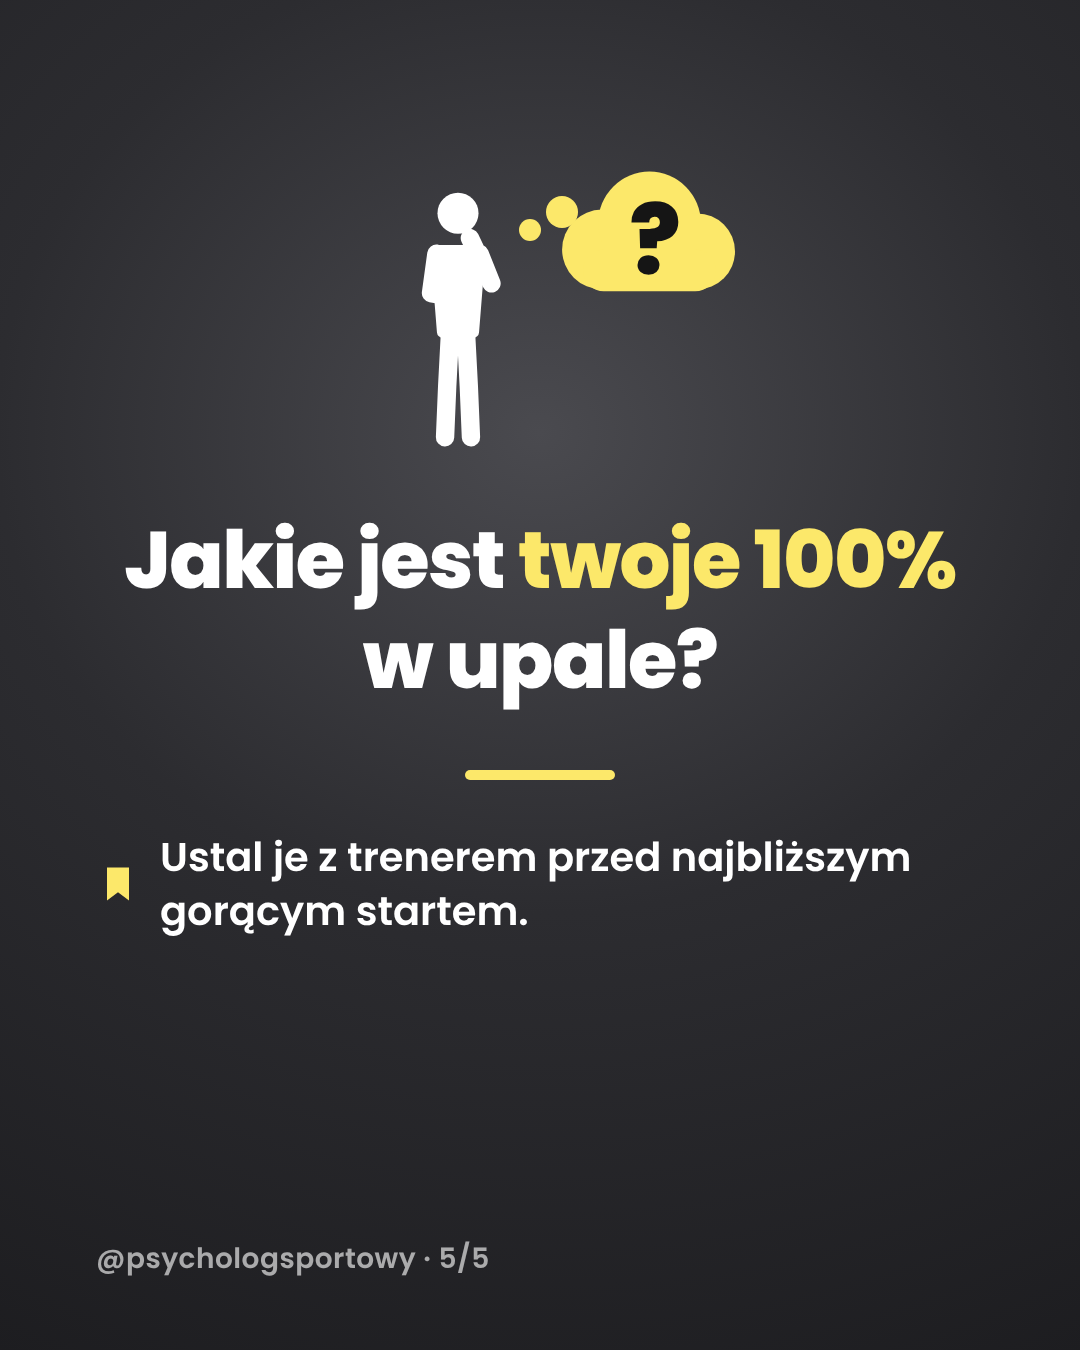 ?
Jakie jest twoje 100%
w upale?
Ustal je z trenerem przed najbliższym
gorącym startem.
@psychologsportowy · 5/5